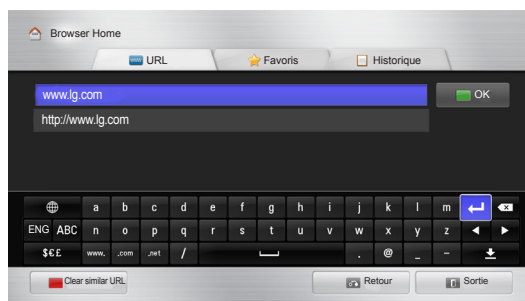 Browser Home
URL Favoris Historique
www.lg.com OK
http://www.lg.com
a b c d e f g h i j k l m
ENG ABC n o p q r s t u v w x y z
$€£ www. .com .net / . @ _ -
Clear similar URL Retour Sortie